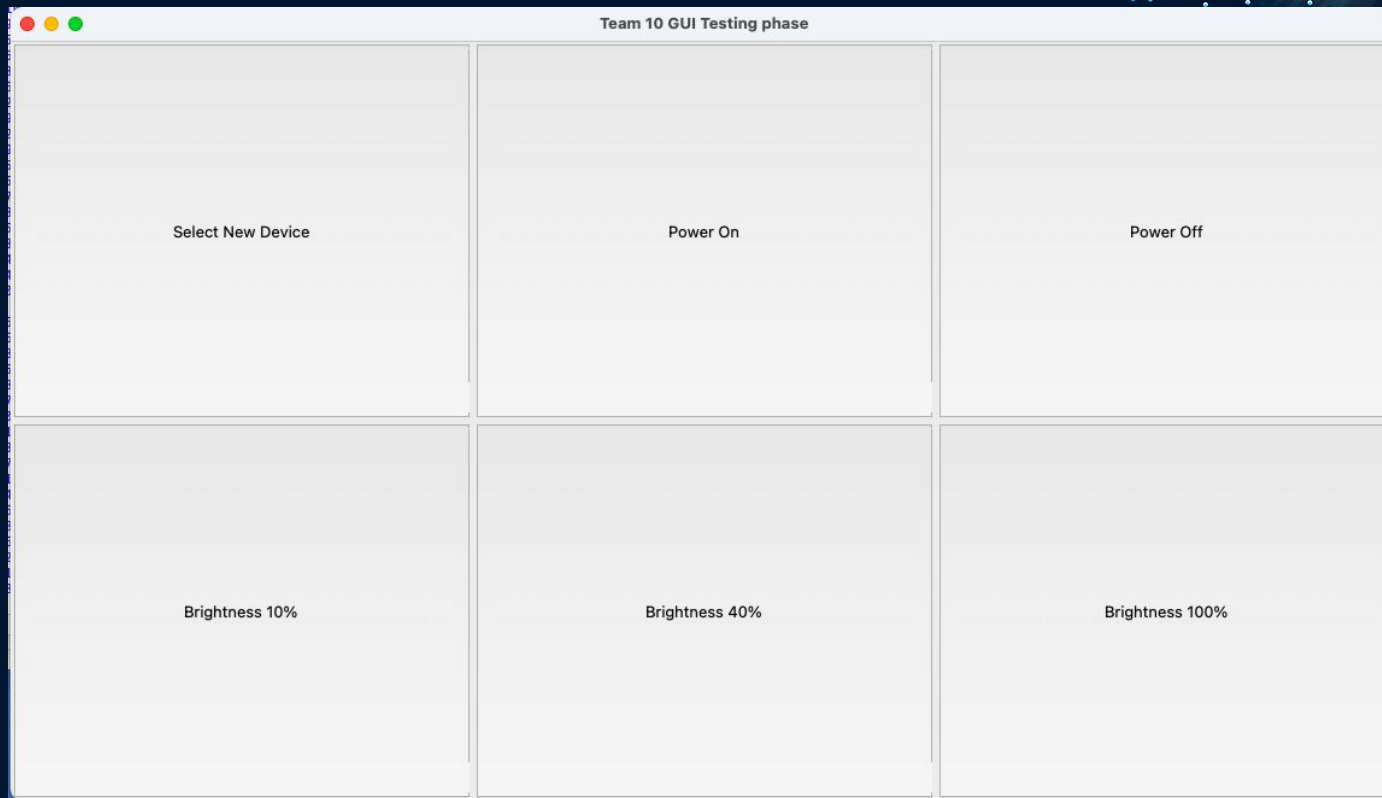 Team 10 GUI Testing phase
Select New Device
Power On
Power Off
Brightness 10%
Brightness 40%
Brightness 100%